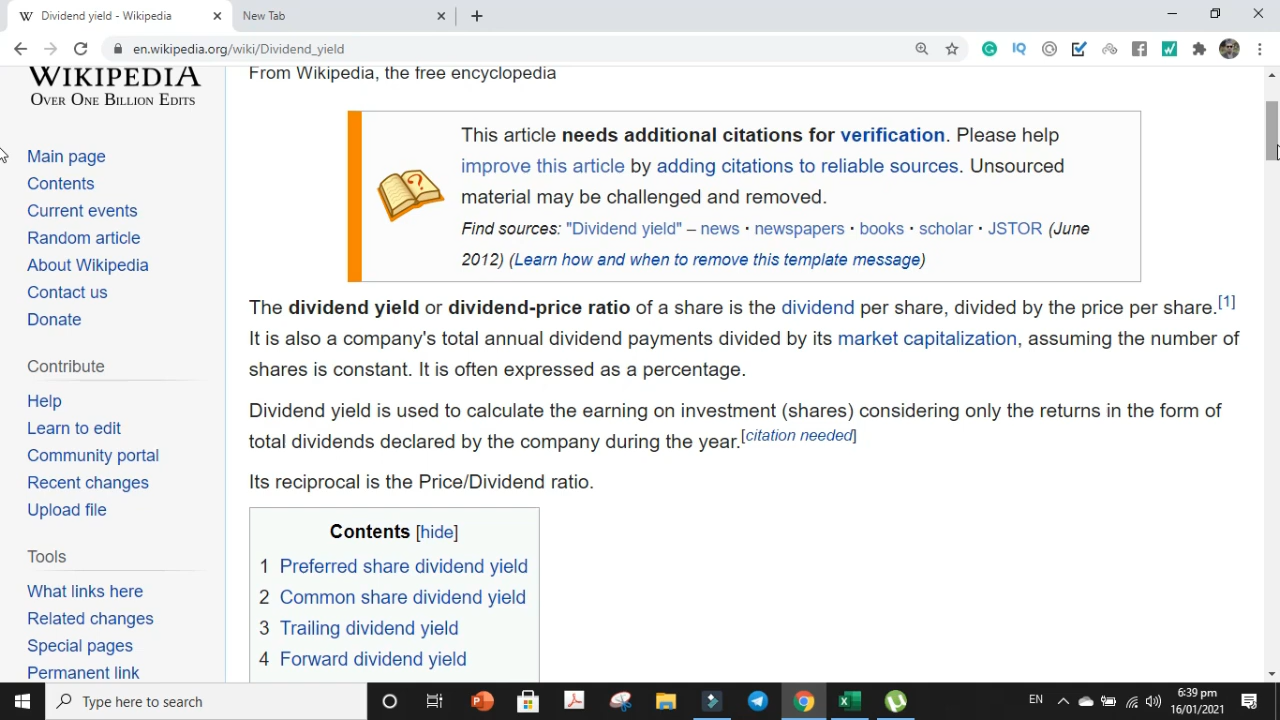 Dividend yield - Wikipedia
New Tab
en.wikipedia.org/wiki/Dividend_yield
IQ
WIKIPEDIA
OVER ONE BILLION EDITS
Main page
Contents
Current events
Random article
About Wikipedia
Contact us
Donate
Contribute
Help
Learn to edit
Community portal
Recent changes
Upload file
Tools
What links here
Related changes
Special pages
Permanent link
From Wikipedia, the free encyclopedia
This article needs additional citations for verification. Please help
improve this article by adding citations to reliable sources. Unsourced
material may be challenged and removed.
Find sources: "Dividend yield" – news · newspapers · books · scholar · JSTOR (June
2012) (Learn how and when to remove this template message)
The dividend yield or dividend-price ratio of a share is the dividend per share, divided by the price per share.[1]
It is also a company's total annual dividend payments divided by its market capitalization, assuming the number of
shares is constant. It is often expressed as a percentage.
Dividend yield is used to calculate the earning on investment (shares) considering only the returns in the form of
total dividends declared by the company during the year.[citation needed]
Its reciprocal is the Price/Dividend ratio.
Contents [hide]
1 Preferred share dividend yield
2 Common share dividend yield
3 Trailing dividend yield
4 Forward dividend yield
Type here to search
EN
6:39 pm
16/01/2021